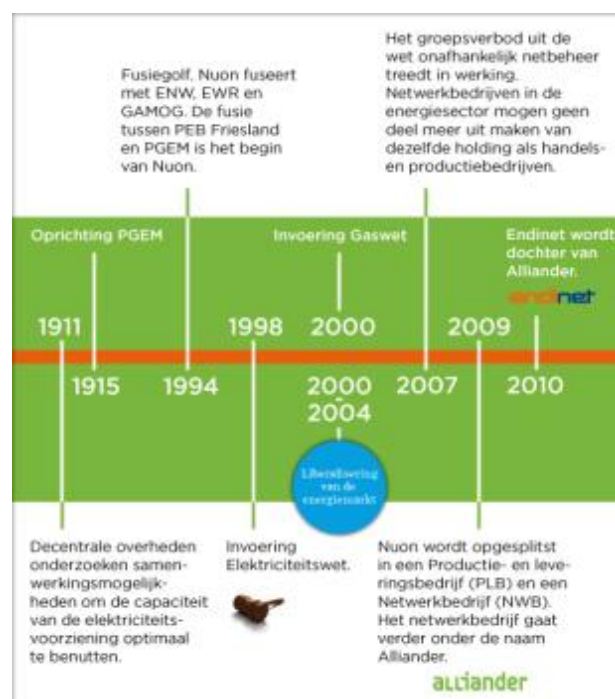 Fusiegolf. Nuon fuseert
met ENW, EWR en
GAMOG. De fusie
tussen PEB Friesland
en PGEM is het begin
van Nuon.
Het groepsverbod uit de
wet onafhankelijk netbeheer
treedt in werking.
Netwerkbedrijven in de
energiesector mogen geen
deel meer uit maken van
dezelfde holding als handels-
en productiebedrijven.
Oprichting PGEM
Invoering Gaswet
Endinet wordt
dochter van
Alliander.
endinet
1911
1998
2000
2009
1915
1994
2000
-
2004
2007
2010
Liberalisering
van de
energiemarkt
Decentrale overheden
onderzoeken samen-
werkingsmogelijk-
heden om de capaciteit
van de elektriciteits-
voorziening optimaal
te benutten.
Invoering
Elektriciteitswet.
Nuon wordt opgesplitst
in een Productie- en leve-
ringsbedrijf (PLB) en een
Netwerkbedrijf (NWB).
Het netwerkbedrijf gaat
verder onder de naam
Alliander.
alliander